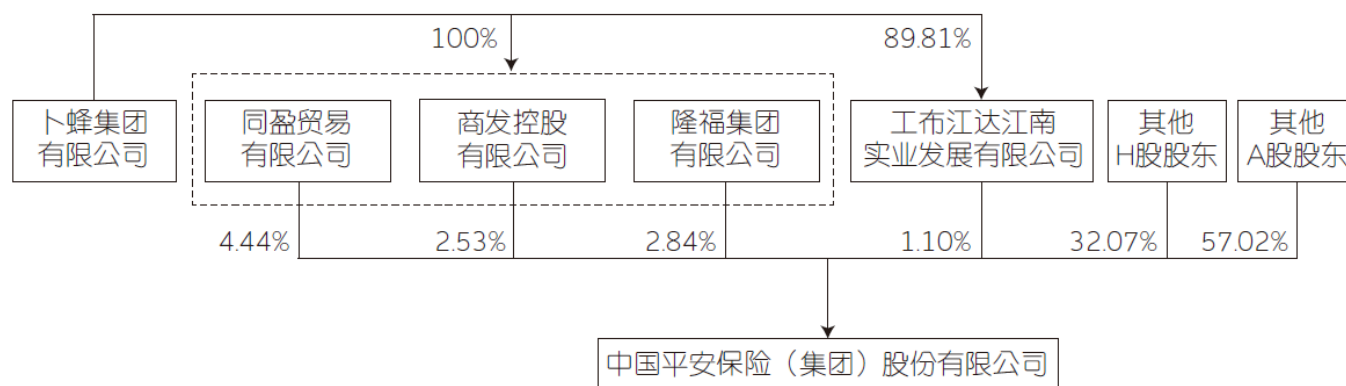 100%
89.81%
卜蜂集团
有限公司
同盈贸易
有限公司
商发控股
有限公司
隆福集团
有限公司
工布江达江南
实业发展有限公司
其他
H股股东
其他
A股股东
4.44%
2.53%
2.84%
1.10%
32.07%
57.02%
中国平安保险（集团）股份有限公司